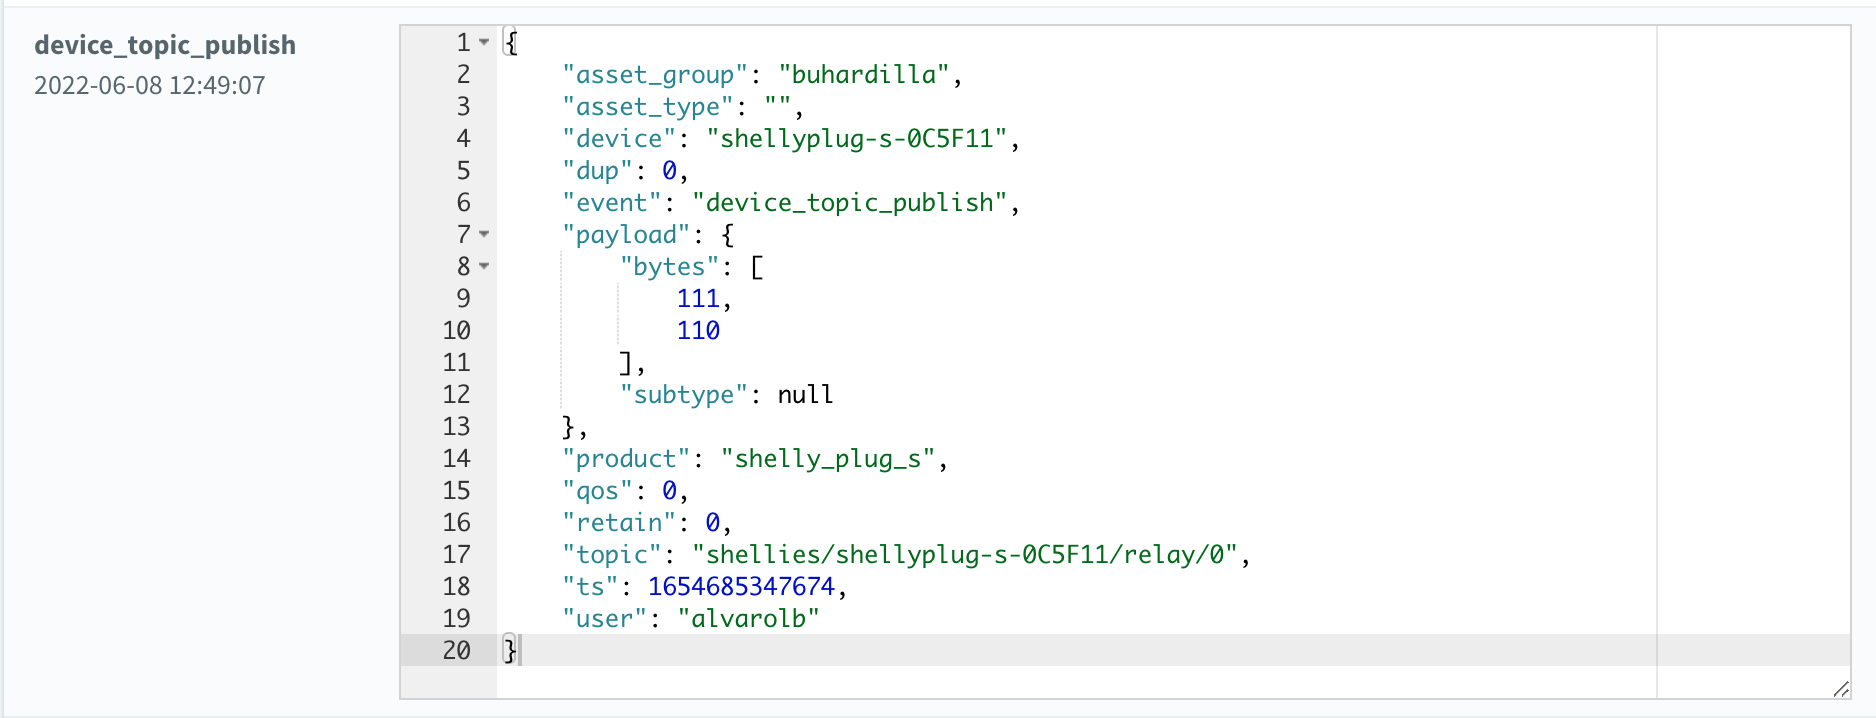 device_topic_publish
2022-06-08 12:49:07
1 {
2 "asset_group": "buhardilla",
3 "asset_type": "",
4 "device": "shellyplug-s-0C5F11",
5 "dup": 0,
6 "event": "device_topic_publish",
7 "payload": {
8 "bytes": [
9 111,
10 110
11 ],
12 "subtype": null
13 },
14 "product": "shelly_plug_s",
15 "qos": 0,
16 "retain": 0,
17 "topic": "shellies/shellyplug-s-0C5F11/relay/0",
18 "ts": 1654685347674,
19 "user": "alvarolb"
20 }